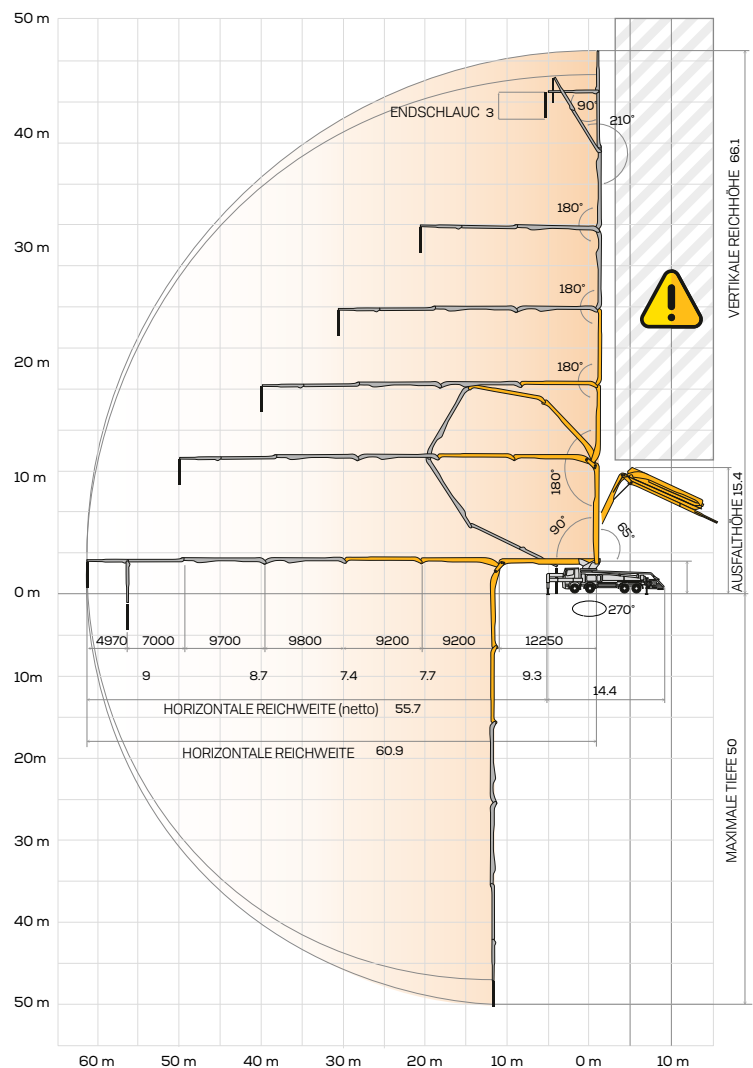 50 m
ENDSCHLAUC 3
90°
210°
40 m
VERTIKALE REICHHÖHE 66.1
180°
30 m
180°
20 m
180°
10 m
180°
AUSFALTHÖHE 15.4
90°
65°
0 m
270°
4970 7000 9700 9800 9200 9200 12250
10m
9 8.7 7.4 7.7 9.3 14.4
HORIZONTALE REICHWEITE (netto) 55.7
HORIZONTALE REICHWEITE 60.9
20m
MAXIMALE TIEFE 50
30 m
40 m
50 m
60 m 50 m 40 m 30 m 20 m 10 m 0 m 10 m